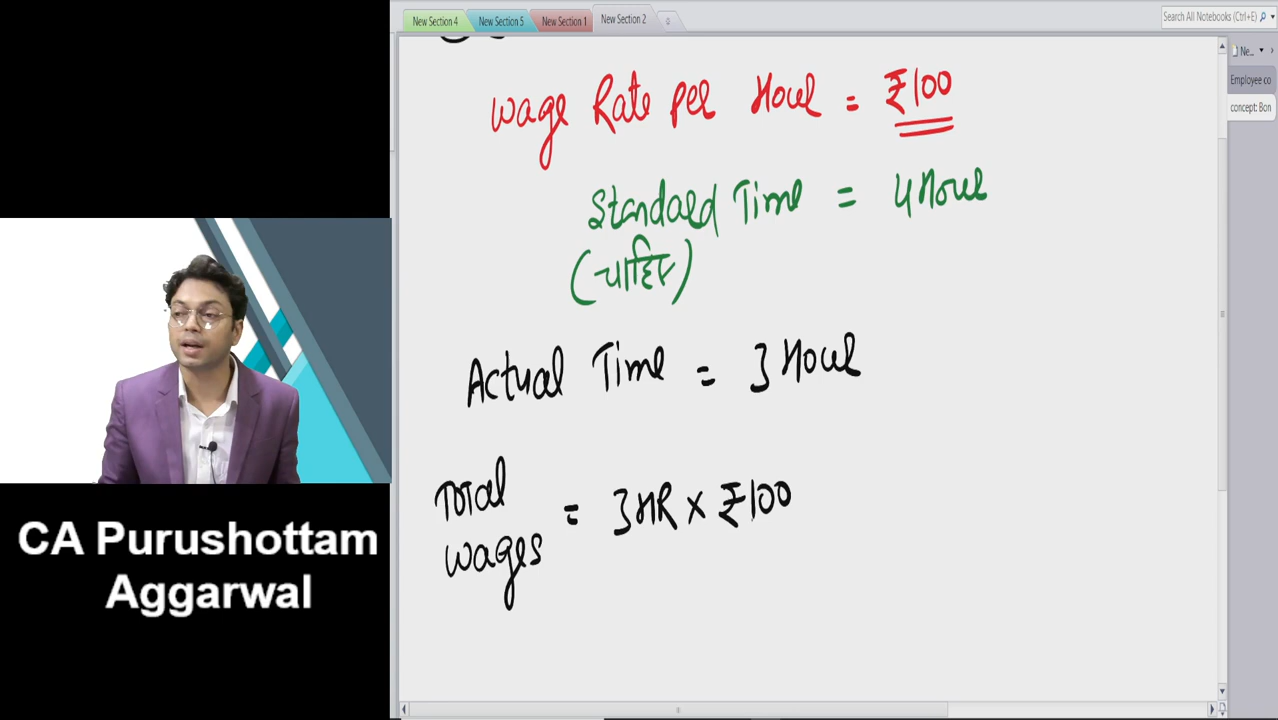 New Section 4
New Section 5
New Section 1
New Section 2
Search All Notebooks (Ctrl+E)
Ne...
Employee co
concept: Bon
Wage Rate Per Hour = ₹100
Standard Time = 4 Hour
(चाहिए)
Actual Time = 3 Hour
Total
wages = 3HR × ₹100
CA Purushottam
Aggarwal